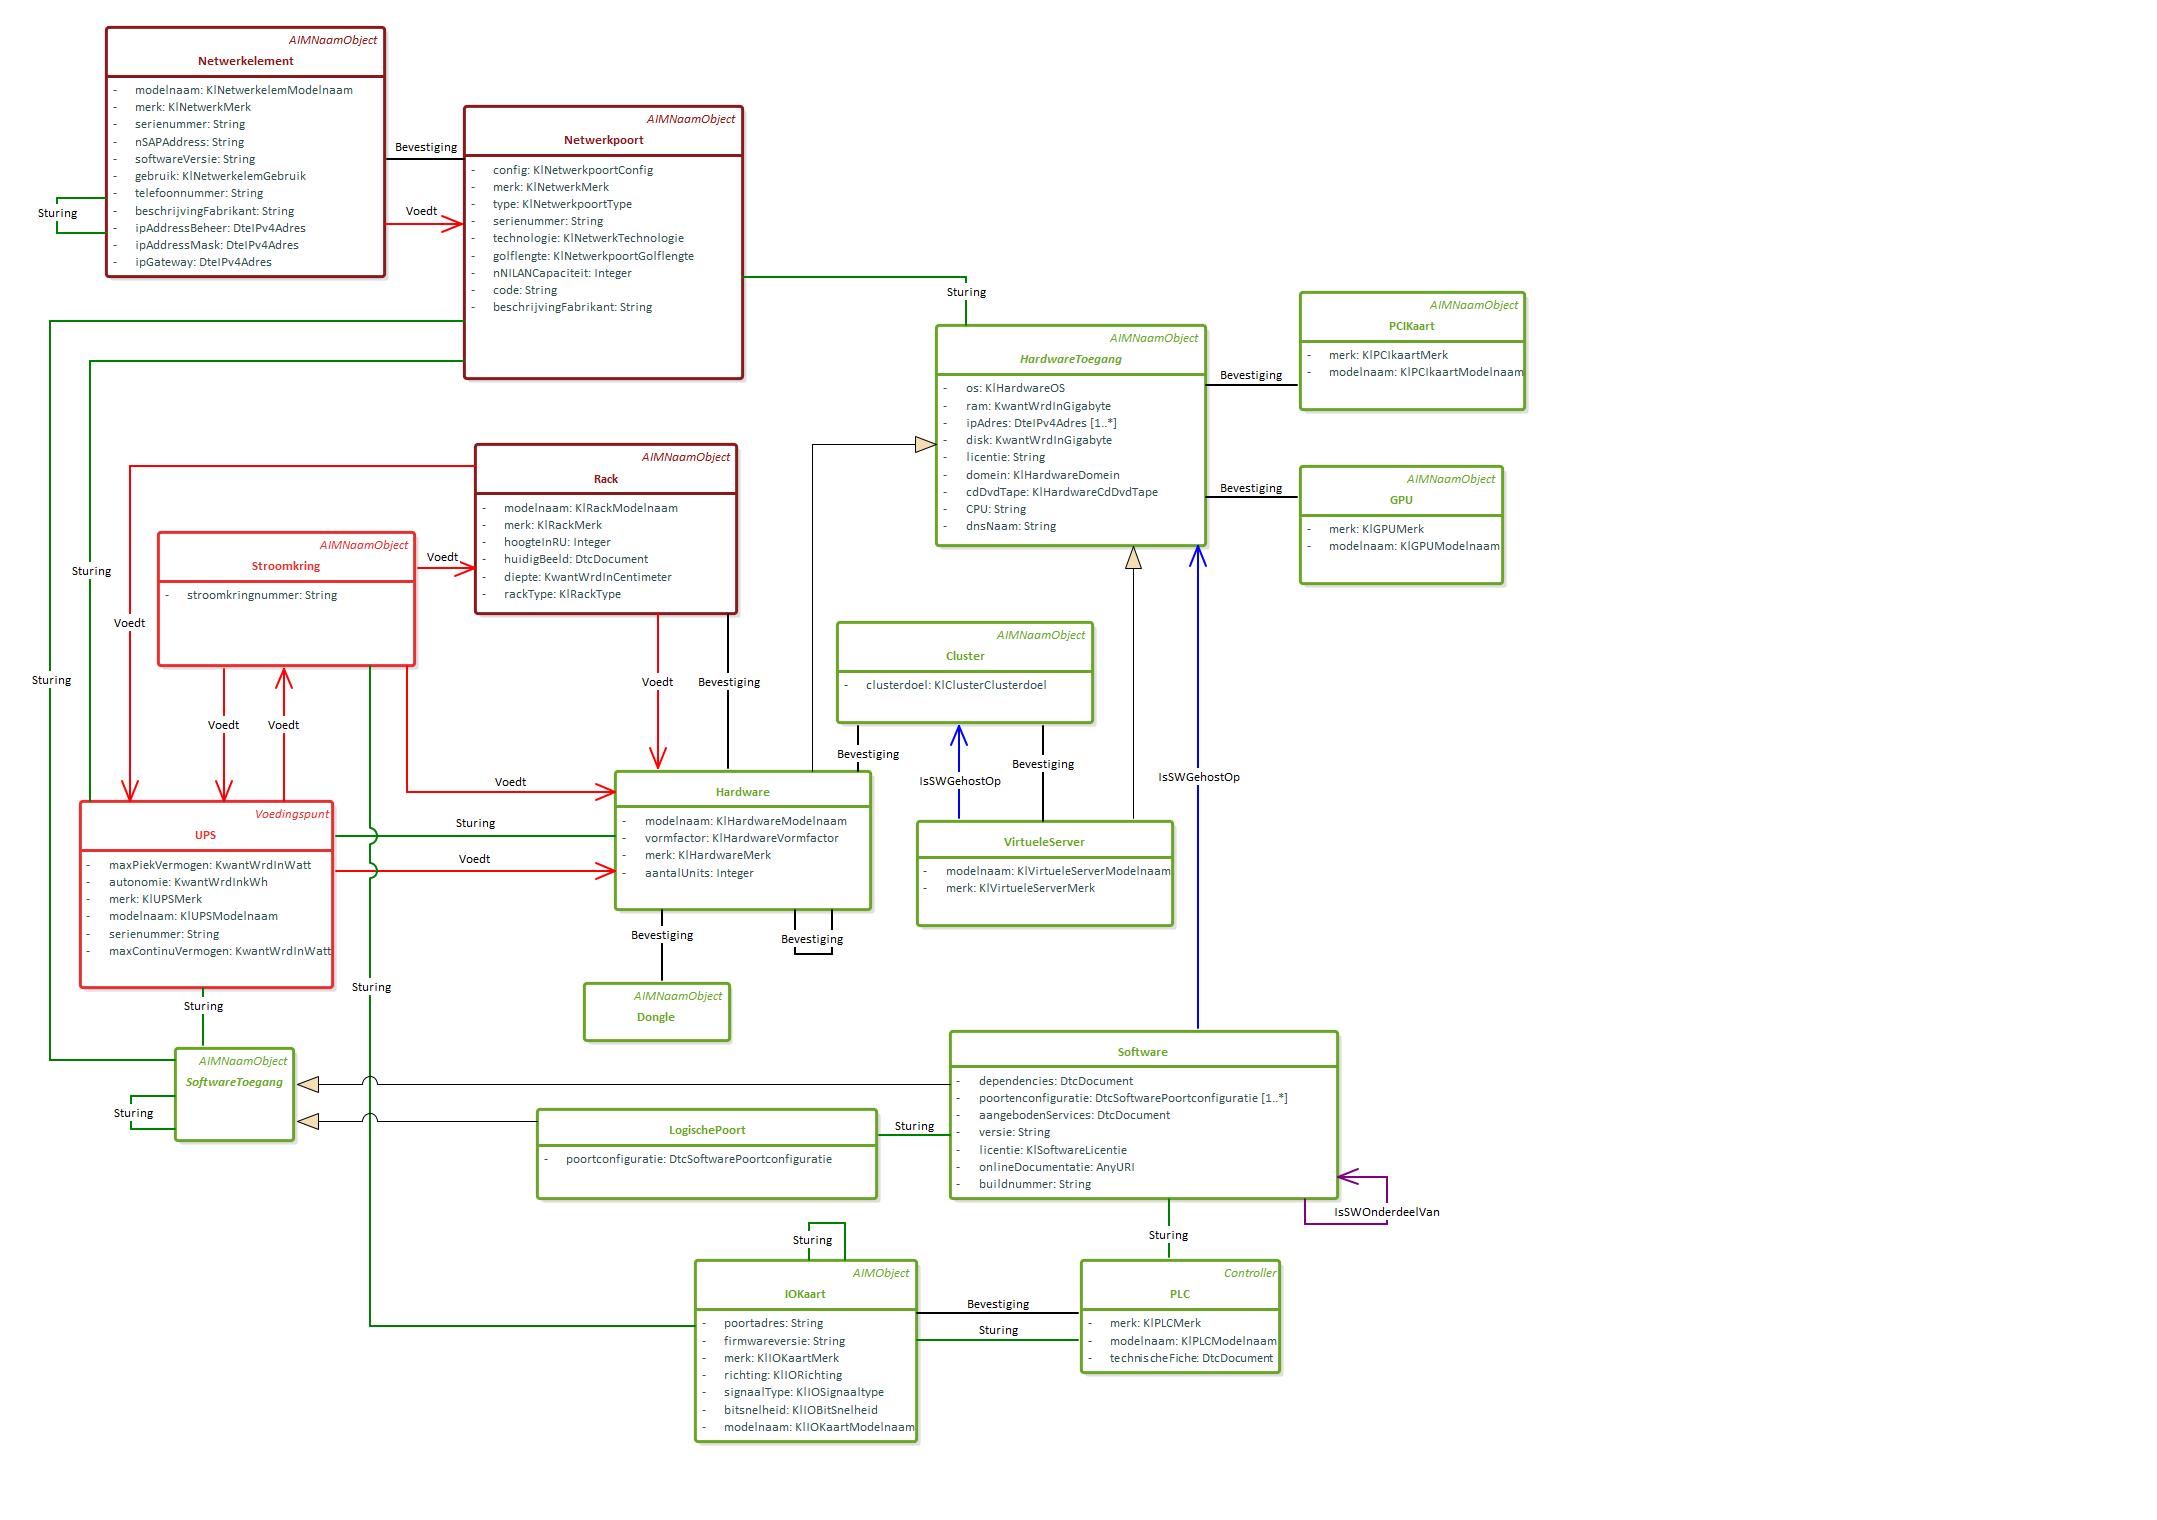 AIMNaamObject
Netwerkelement
- modelnaam: KlNetwerkelemModelnaam
- merk: KlNetwerkMerk
- serienummer: String
- nSAPAddress: String
- softwareVersie: String
- gebruik: KlNetwerkelemGebruik
- telefoonnummer: String
- beschrijvingFabrikant: String
- ipAddressBeheer: DteIPv4Adres
- ipAddressMask: DteIPv4Adres
- ipGateway: DteIPv4Adres
Sturing
Bevestiging
Voedt
AIMNaamObject
Netwerkpoort
- config: KlNetwerkpoortConfig
- merk: KlNetwerkMerk
- type: KlNetwerkpoortType
- serienummer: String
- technologie: KlNetwerkTechnologie
- golflengte: KlNetwerkpoortGolflengte
- nNILANCapaciteit: Integer
- code: String
- beschrijvingFabrikant: String
Sturing
AIMNaamObject
HardwareToegang
- os: KlHardwareOS
- ram: KwantWrdInGigabyte
- ipAdres: DteIPv4Adres [1..*]
- disk: KwantWrdInGigabyte
- licentie: String
- domein: KlHardwareDomein
- cdDvdTape: KlHardwareCdDvdTape
- CPU: String
- dnsNaam: String
Bevestiging
AIMNaamObject
PCIKaart
- merk: KlPCIkaartMerk
- modelnaam: KlPCIkaartModelnaam
Bevestiging
AIMNaamObject
GPU
- merk: KlGPUMerk
- modelnaam: KlGPUModelnaam
AIMNaamObject
Rack
- modelnaam: KlRackModelnaam
- merk: KlRackMerk
- hoogteInRU: Integer
- huidigBeeld: DtcDocument
- diepte: KwantWrdInCentimeter
- rackType: KlRackType
AIMNaamObject
Stroomkring
- stroomkringnummer: String
Voedt
Sturing
Voedt
Sturing
Voedt
Voedt
Voedt
Bevestiging
AIMNaamObject
Cluster
- clusterdoel: KlClusterClusterdoel
Bevestiging
IsSWGehostOp
Bevestiging
IsSWGehostOp
Voedt
Hardware
- modelnaam: KlHardwareModelnaam
- vormfactor: KlHardwareVormfactor
- merk: KlHardwareMerk
- aantalUnits: Integer
VirtueleServer
- modelnaam: KlVirtueleServerModelnaam
- merk: KlVirtueleServerMerk
Voedingspunt
UPS
- maxPiekVermogen: KwantWrdInWatt
- autonomie: KwantWrdInkWh
- merk: KlUPSMerk
- modelnaam: KlUPSModelnaam
- serienummer: String
- maxContinuVermogen: KwantWrdInWatt
Sturing
Voedt
Bevestiging
Bevestiging
Sturing
Sturing
AIMNaamObject
Dongle
AIMNaamObject
SoftwareToegang
Sturing
Software
- dependencies: DtcDocument
- poortenconfiguratie: DtcSoftwarePoortconfiguratie [1..*]
- aangebodenServices: DtcDocument
- versie: String
- licentie: KlSoftwareLicentie
- onlineDocumentatie: AnyURI
- buildnummer: String
LogischePoort
- poortconfiguratie: DtcSoftwarePoortconfiguratie
Sturing
IsSWOnderdeelVan
Sturing
Sturing
AIMObject
IOKaart
- poortadres: String
- firmwareversie: String
- merk: KlIOKaartMerk
- richting: KlIORichting
- signaalType: KlIOSignaaltype
- bitsnelheid: KlIOBitSnelheid
- modelnaam: KlIOKaartModelnaam
Bevestiging
Sturing
Controller
PLC
- merk: KlPLCMerk
- modelnaam: KlPLCModelnaam
- technischeFiche: DtcDocument